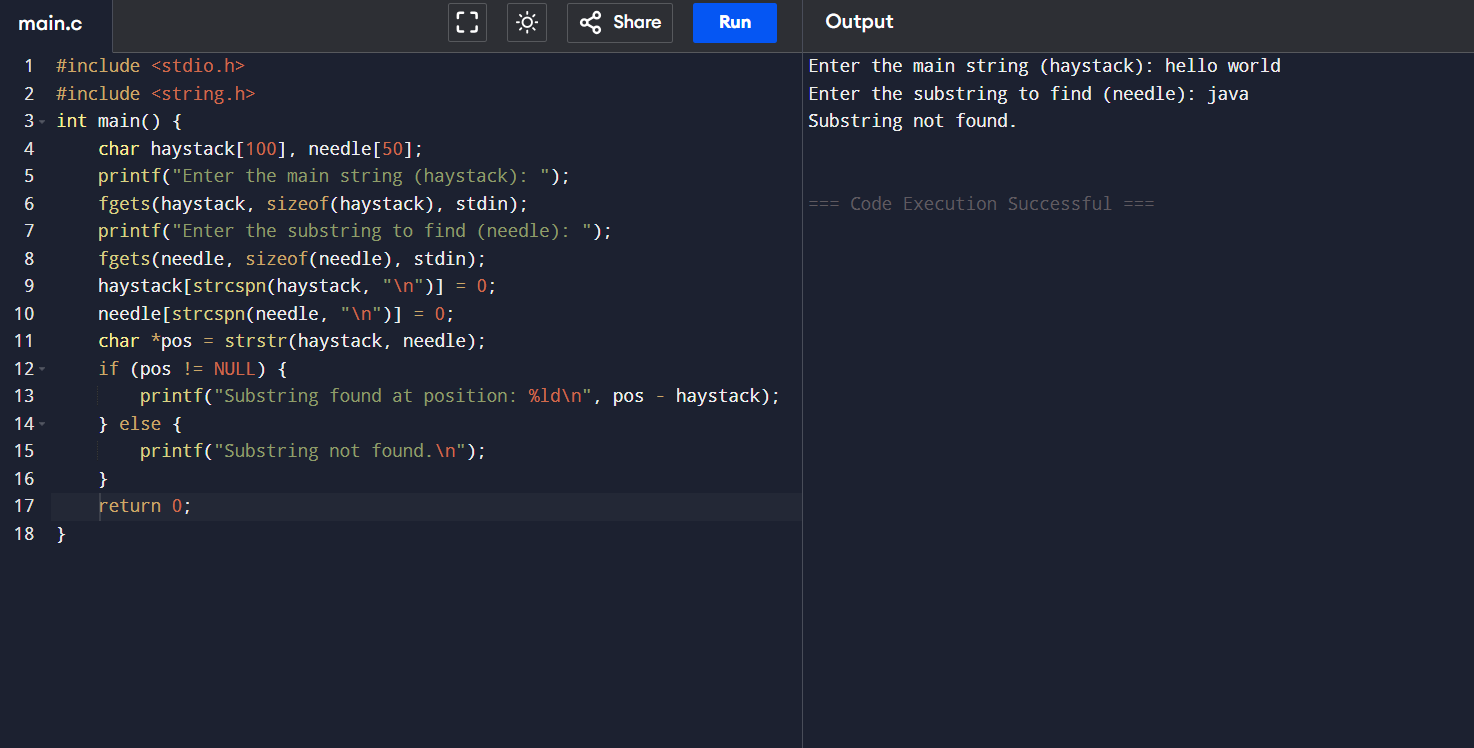 main.c
Share
Run
Output
1 #include <stdio.h>
2 #include <string.h>
3 int main() {
4     char haystack[100], needle[50];
5     printf("Enter the main string (haystack): ");
6     fgets(haystack, sizeof(haystack), stdin);
7     printf("Enter the substring to find (needle): ");
8     fgets(needle, sizeof(needle), stdin);
9     haystack[strcspn(haystack, "\n")] = 0;
10     needle[strcspn(needle, "\n")] = 0;
11     char *pos = strstr(haystack, needle);
12     if (pos != NULL) {
13         printf("Substring found at position: %ld\n", pos - haystack);
14     } else {
15         printf("Substring not found.\n");
16     }
17     return 0;
18 }
Enter the main string (haystack): hello world
Enter the substring to find (needle): java
Substring not found.
=== Code Execution Successful ===